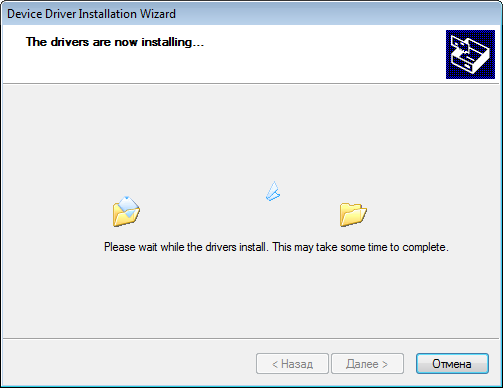 Device Driver Installation Wizard
The drivers are now installing...
Please wait while the drivers install. This may take some time to complete.
< Назад
Далее >
Отмена